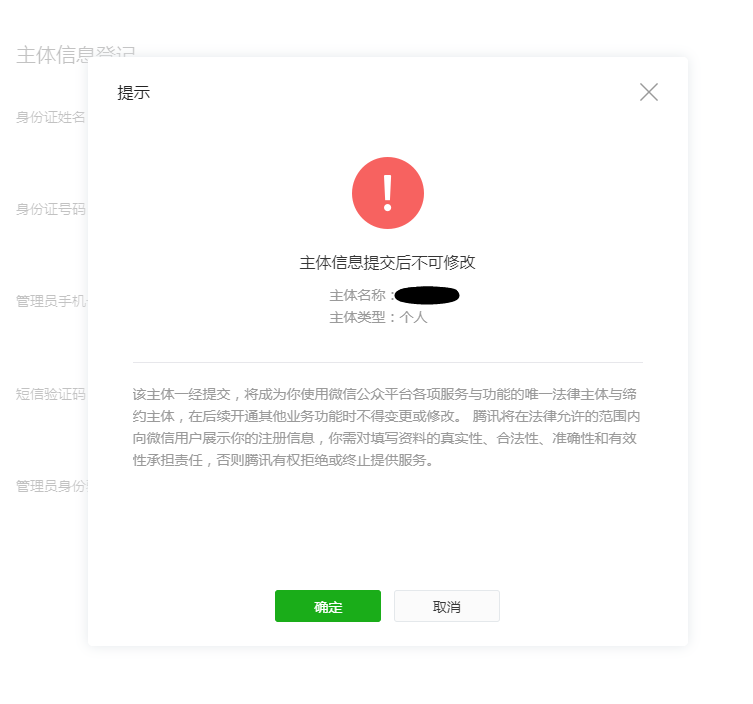 主体信息登记
提示
身份证姓名
身份证号码
主体信息提交后不可修改
主体名称：
管理员手机
主体类型：个人
短信验证码
该主体一经提交，将成为你使用微信公众平台各项服务与功能的唯一法律主体与缔
约主体，在后续开通其他业务功能时不得变更或修改。 腾讯将在法律允许的范围内
向微信用户展示你的注册信息，你需对填写资料的真实性、合法性、准确性和有效
性承担责任，否则腾讯有权拒绝或终止提供服务。
管理员身份
确定
取消